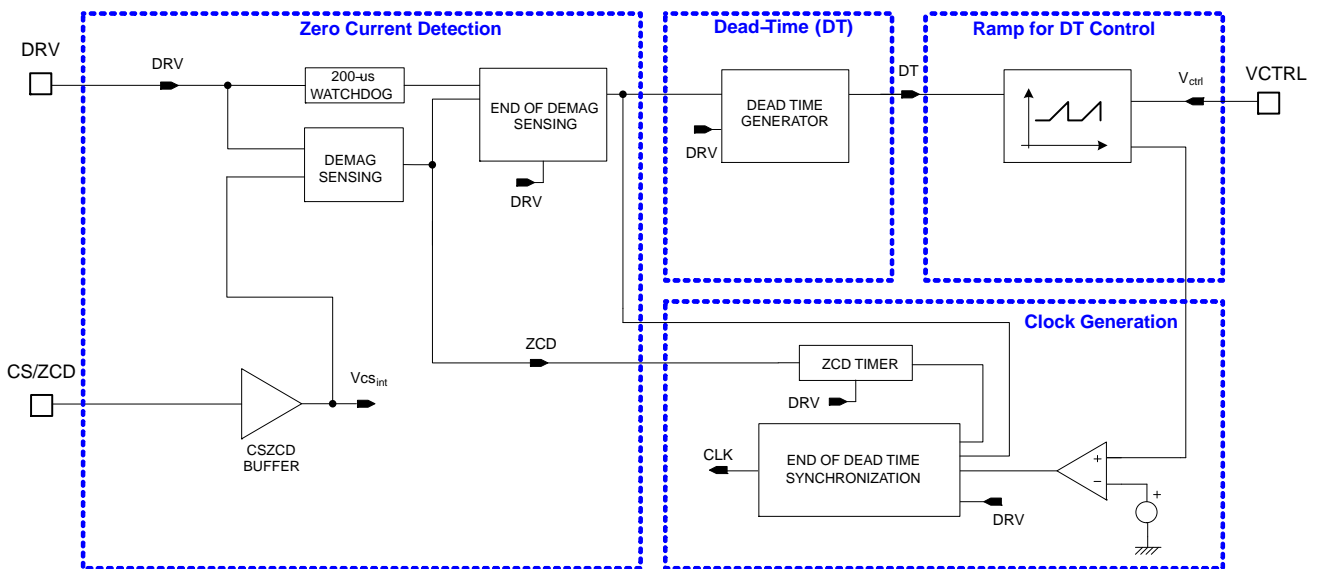 Zero Current Detection
Dead-Time (DT)
Ramp for DT Control
DRV
DRV
200-us
WATCHDOG
END OF DEMAG
SENSING
DRV
DEMAG
SENSING
DEAD TIME
GENERATOR
DRV
DT
Vctrl
VCTRL
Clock Generation
CS/ZCD
Vcsint
CSZCD
BUFFER
ZCD
ZCD TIMER
DRV
CLK
END OF DEAD TIME
SYNCHRONIZATION
DRV
+
−
+